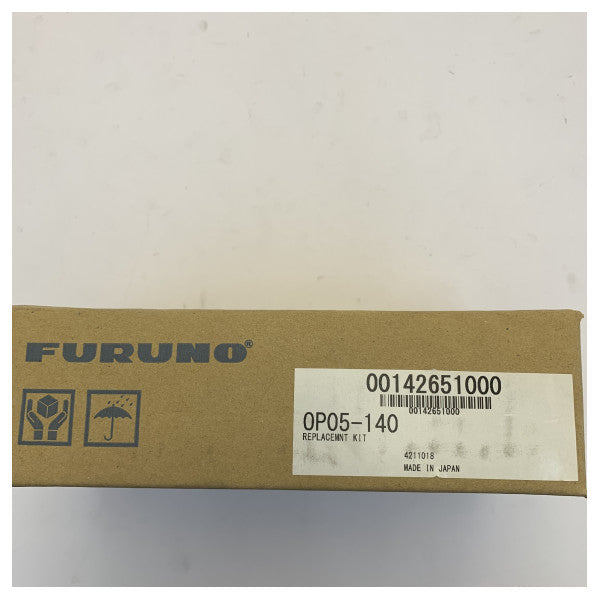 FURUNO®
00142651000
00142651000
OP05-140
REPLACEMNT KIT
4211018
MADE IN JAPAN